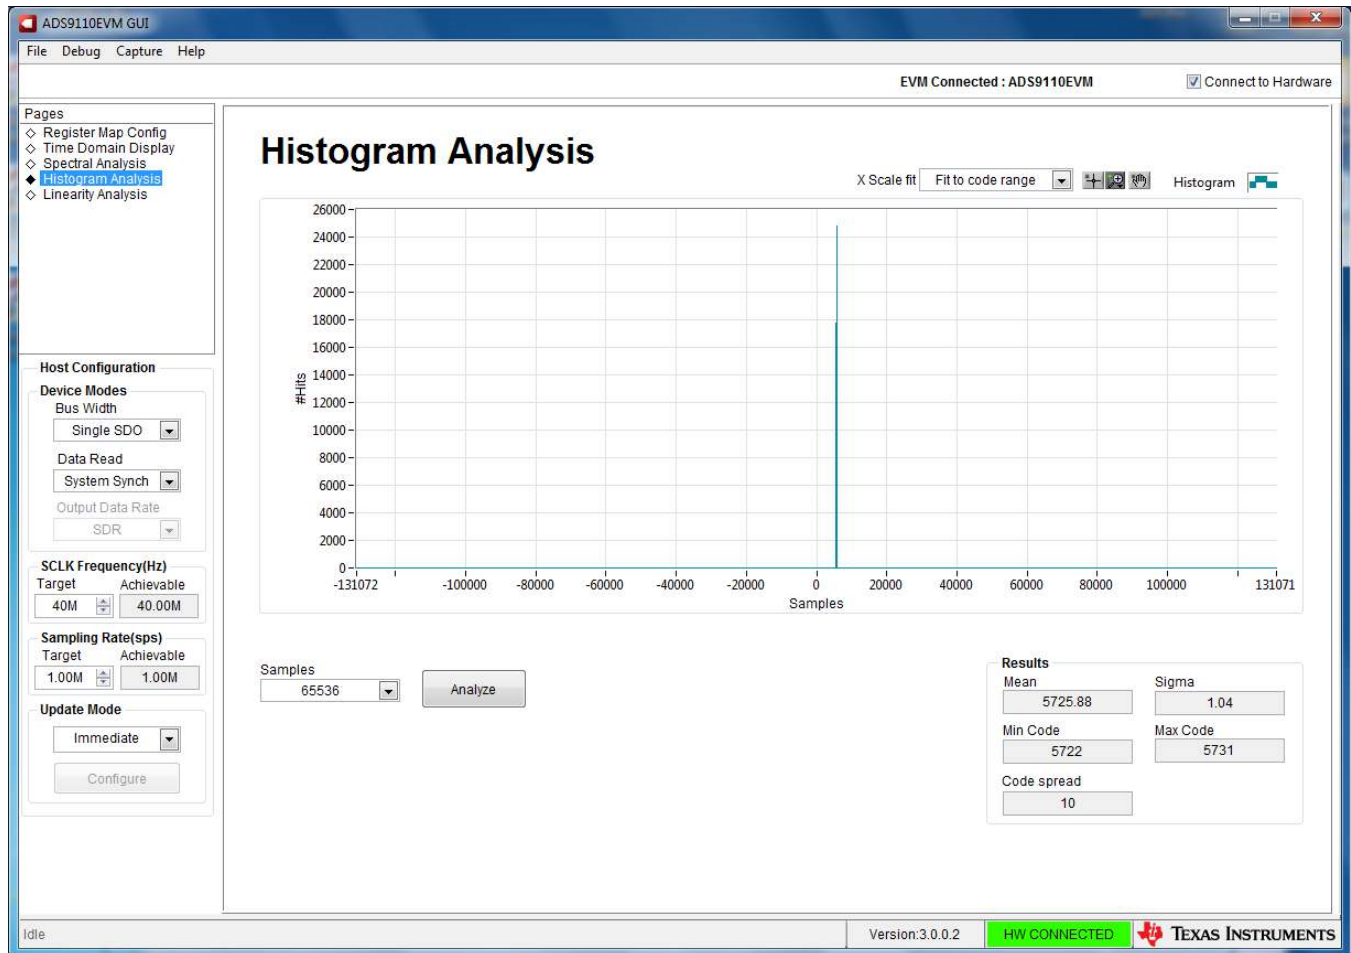 ADS9110EVM GUI
File Debug Capture Help
EVM Connected : ADS9110EVM
Connect to Hardware
Pages
Register Map Config
Time Domain Display
Spectral Analysis
Histogram Analysis
Linearity Analysis
Host Configuration
Device Modes
Bus Width
Single SDO
Data Read
System Synch
Output Data Rate
SDR
SCLK Frequency(Hz)
Target Achievable
40M 40.00M
Sampling Rate(sps)
Target Achievable
1.00M 1.00M
Update Mode
Immediate
Configure
Histogram Analysis
X Scale fit Fit to code range Histogram
26000
24000
22000
20000
18000
16000
14000
12000
10000
8000
6000
4000
2000
0
#Hits
-131072 -100000 -80000 -60000 -40000 -20000 0 20000 40000 60000 80000 100000 131071
Samples
Samples
65536
Analyze
Results
Mean Sigma
5725.88 1.04
Min Code Max Code
5722 5731
Code spread
10
Idle
Version:3.0.0.2
HW CONNECTED
TEXAS INSTRUMENTS